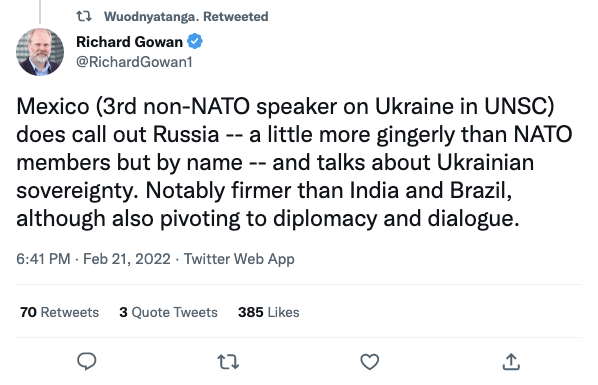 Wuodnyatanga. Retweeted
Richard Gowan
@RichardGowan1
Mexico (3rd non-NATO speaker on Ukraine in UNSC)
does call out Russia -- a little more gingerly than NATO
members but by name -- and talks about Ukrainian
sovereignty. Notably firmer than India and Brazil,
although also pivoting to diplomacy and dialogue.
6:41 PM · Feb 21, 2022 · Twitter Web App
70 Retweets 3 Quote Tweets 385 Likes